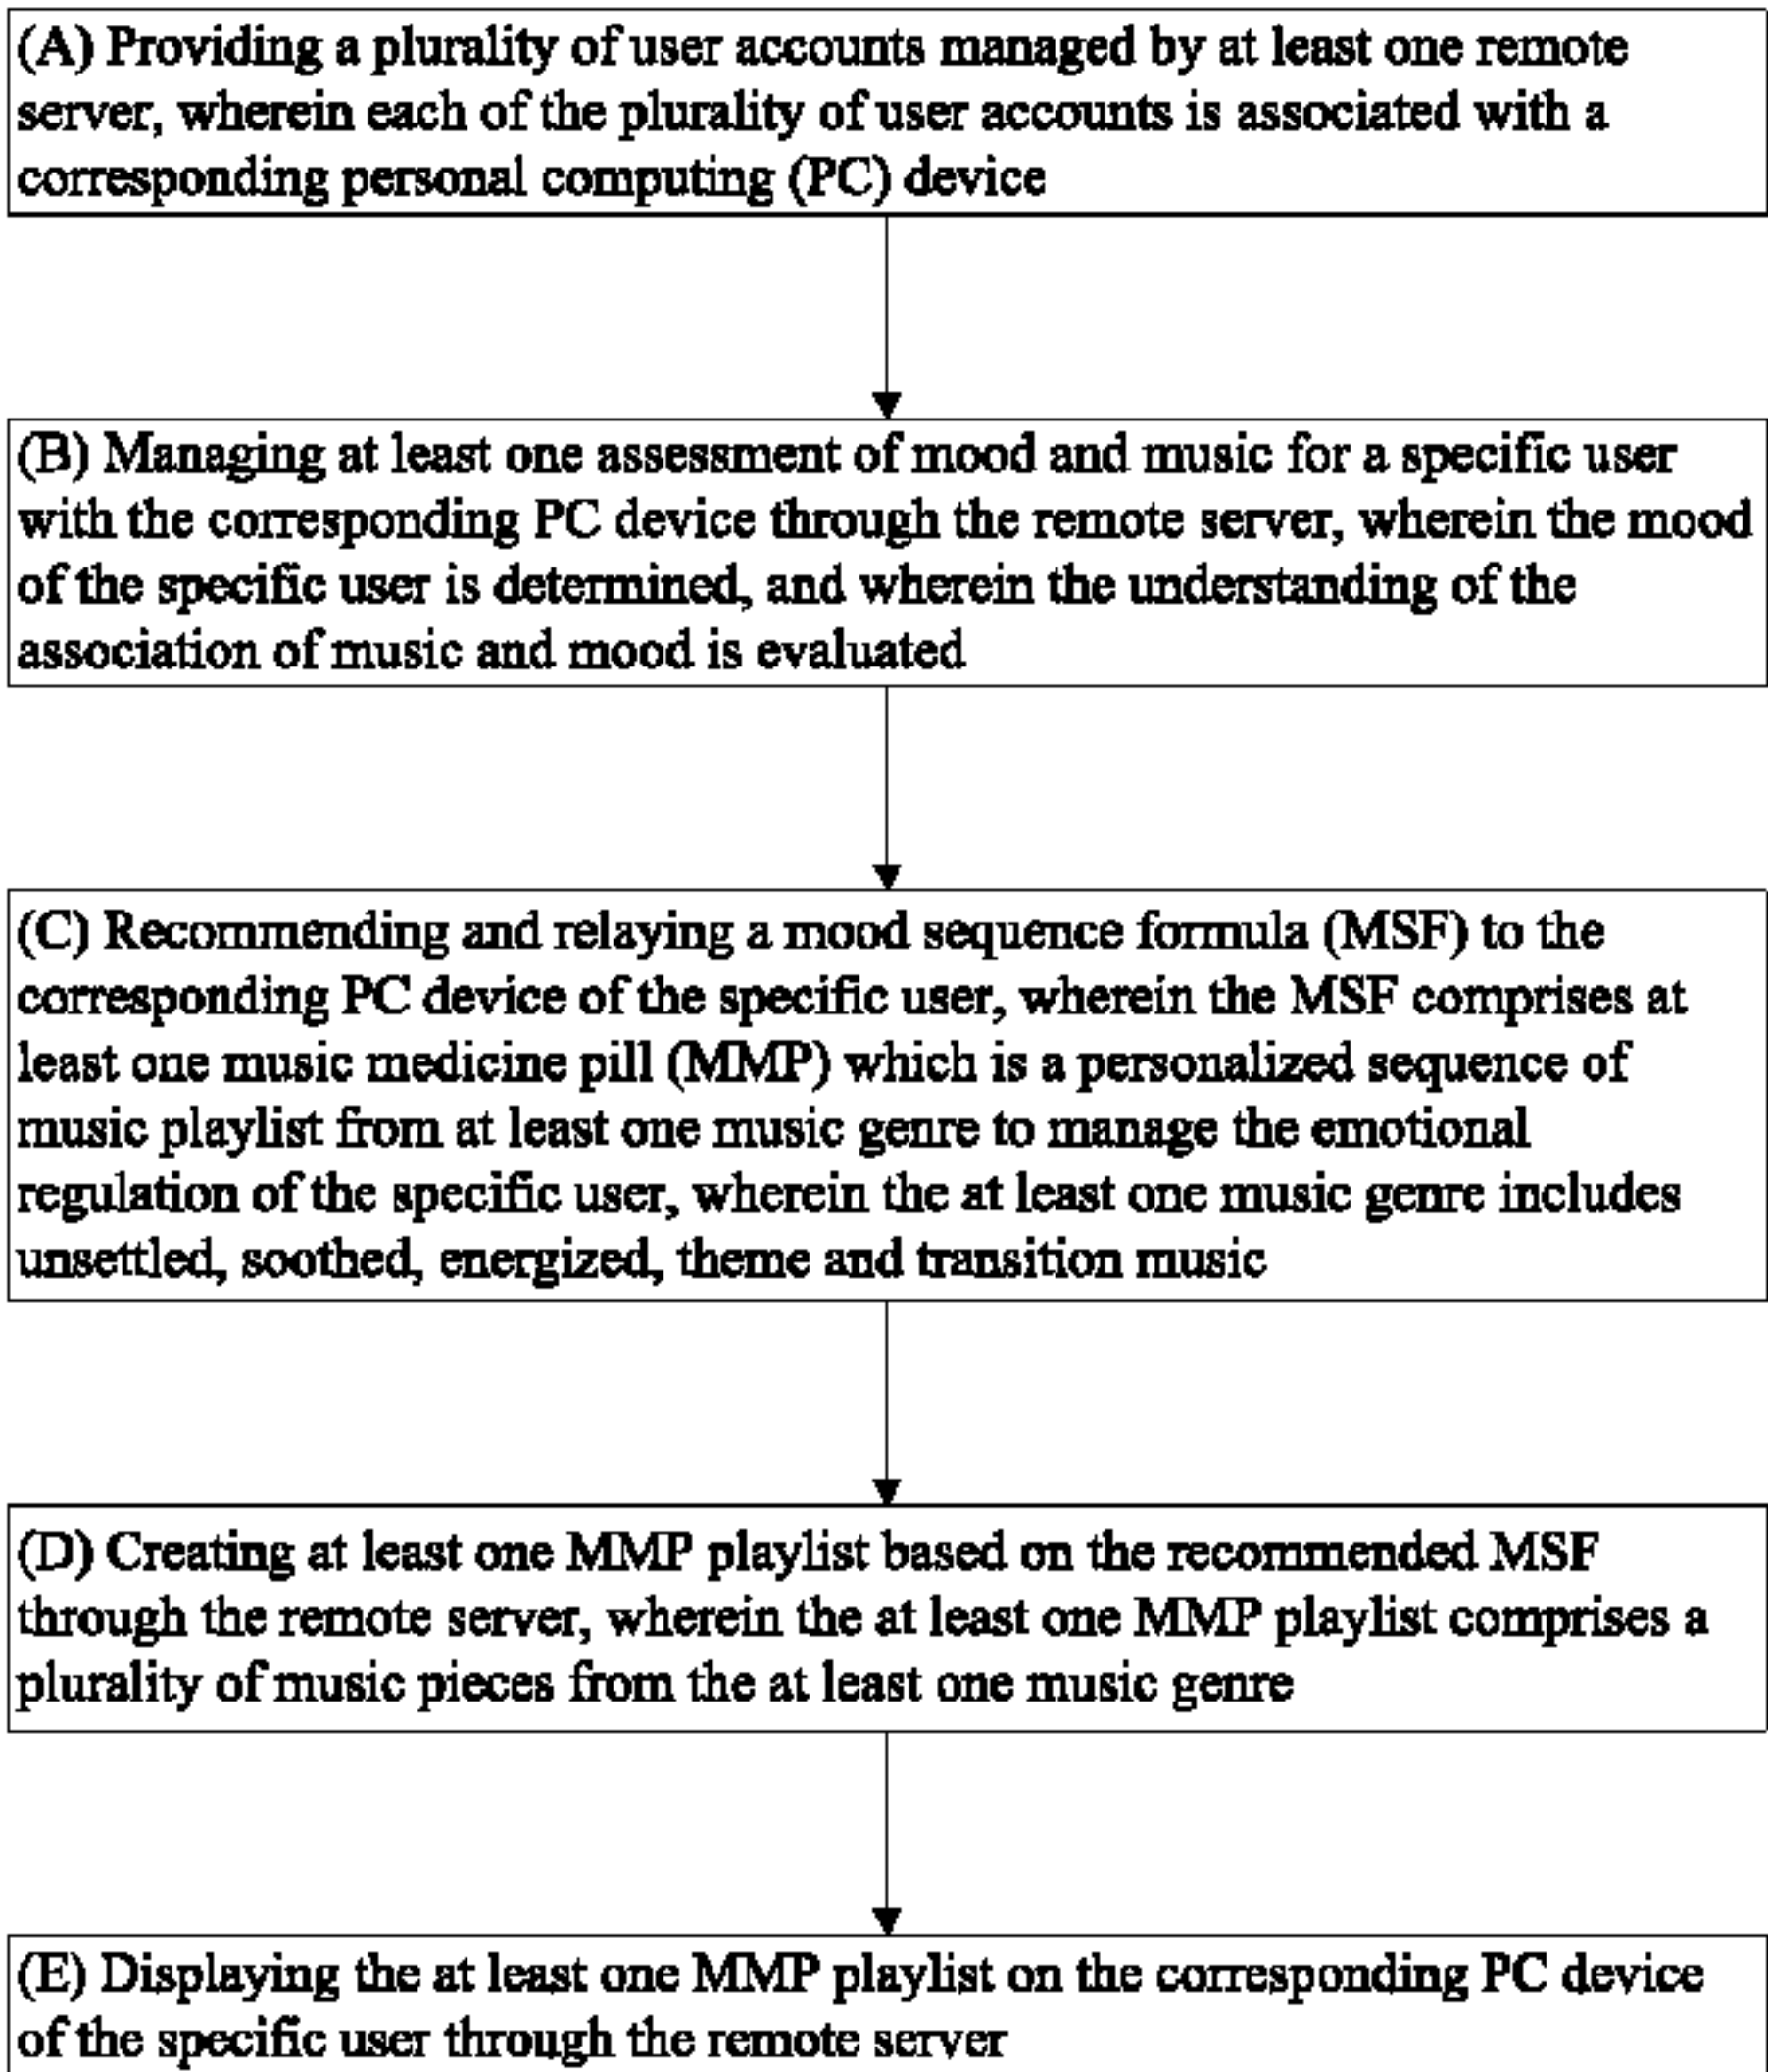 (A) Providing a plurality of user accounts managed by at least one remote
server, wherein each of the plurality of user accounts is associated with a
corresponding personal computing (PC) device
(B) Managing at least one assessment of mood and music for a specific user
with the corresponding PC device through the remote server, wherein the mood
of the specific user is determined, and wherein the understanding of the
association of music and mood is evaluated
(C) Recommending and relaying a mood sequence formula (MSF) to the
corresponding PC device of the specific user, wherein the MSF comprises at
least one music medicine pill (MMP) which is a personalized sequence of
music playlist from at least one music genre to manage the emotional
regulation of the specific user, wherein the at least one music genre includes
unsettled, soothed, energized, theme and transition music
(D) Creating at least one MMP playlist based on the recommended MSF
through the remote server, wherein the at least one MMP playlist comprises a
plurality of music pieces from the at least one music genre
(E) Displaying the at least one MMP playlist on the corresponding PC device
of the specific user through the remote server